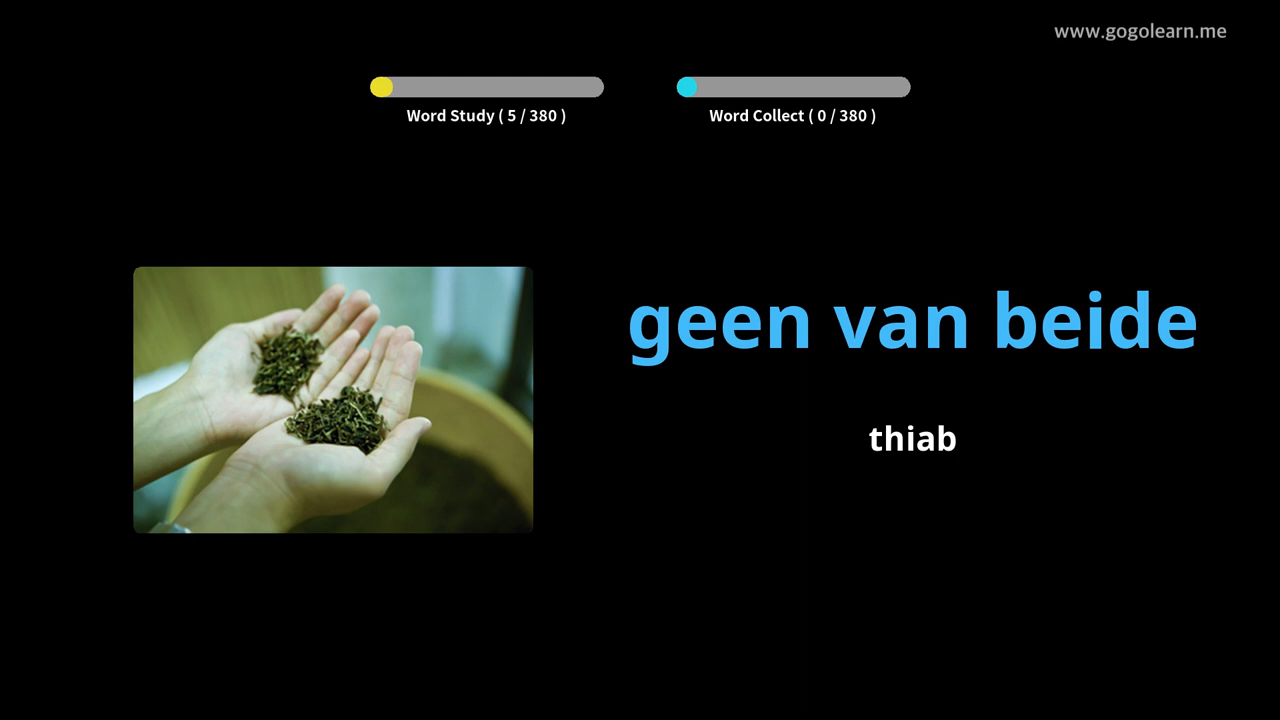 www.gogolearn.me
Word Study ( 5 / 380 )
Word Collect ( 0 / 380 )
geen van beide
thiab